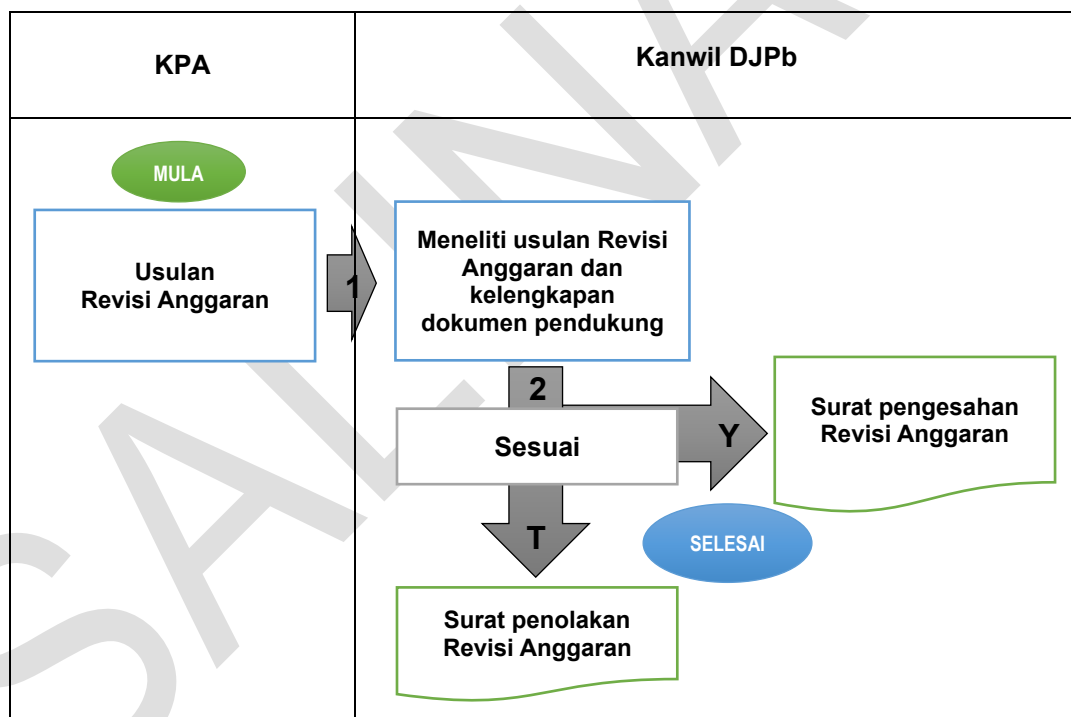 KPA
Kanwil DJPb
MULA
Usulan
Revisi Anggaran
1
Meneliti usulan Revisi
Anggaran dan
kelengkapan
dokumen pendukung
2
Sesuai
Y
Surat pengesahan
Revisi Anggaran
T
SELESAI
Surat penolakan
Revisi Anggaran